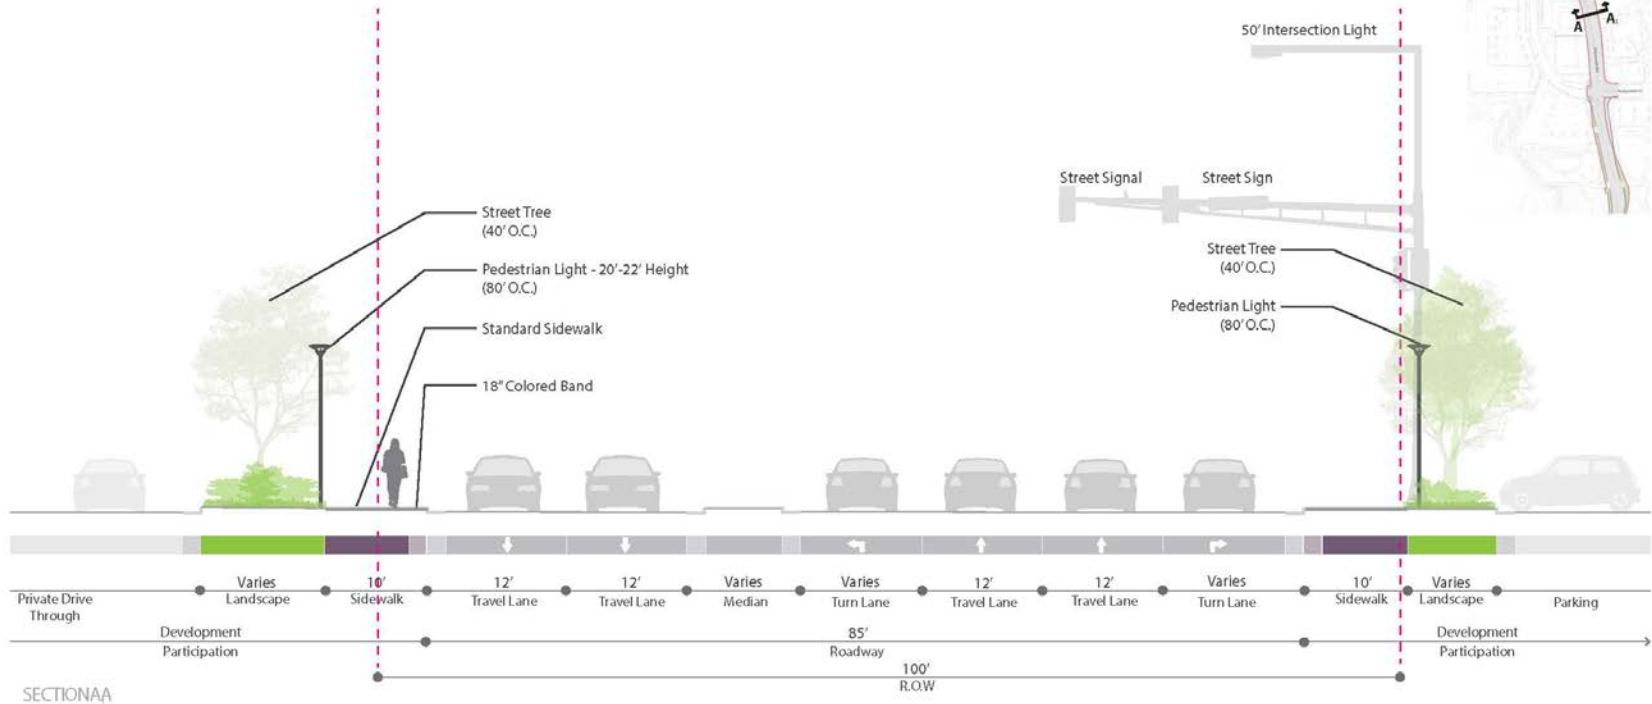 50' Intersection Light
A
A
Street Signal
Street Sign
Street Tree
(40' O.C.)
Pedestrian Light - 20'-22' Height
(80' O.C.)
Standard Sidewalk
18" Colored Band
Street Tree
(40' O.C.)
Pedestrian Light
(80' O.C.)
Private Drive
Through
Varies
Landscape
10'
Sidewalk
12'
Travel Lane
12'
Travel Lane
Varies
Median
Varies
Turn Lane
12'
Travel Lane
12'
Travel Lane
Varies
Turn Lane
10'
Sidewalk
Varies
Landscape
Parking
Development
Participation
85'
Roadway
Development
Participation
100'
R.O.W
SECTIONAA